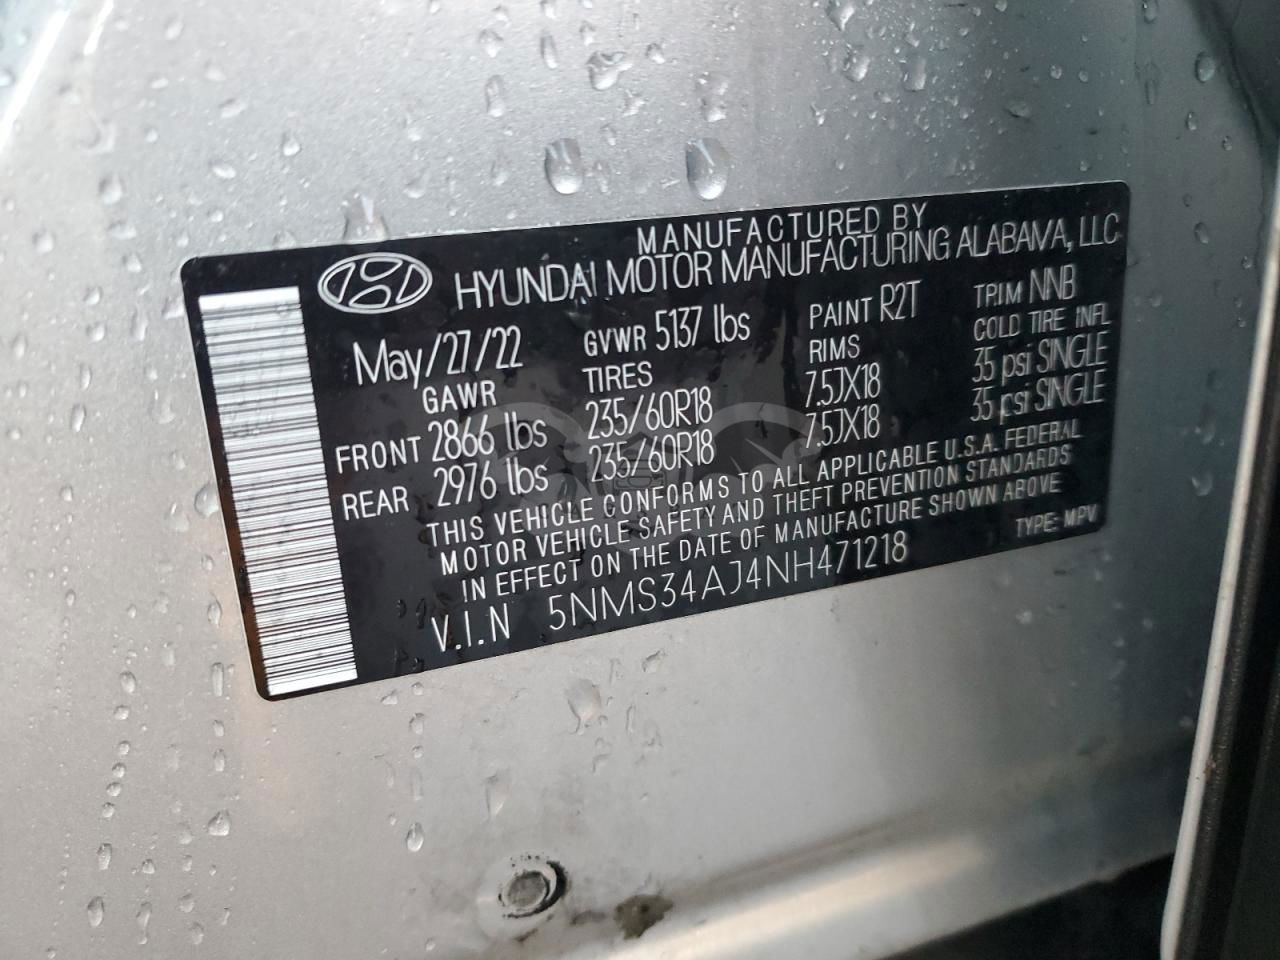 MANUFACTURED BY
HYUNDAI MOTOR MANUFACTURING ALABAMA, LLC
May/27/22 GVWR 5137 lbs PAINT R2T TRIM NNB
GAWR TIRES RIMS COLD TIRE INFL
FRONT 2866 lbs 235/60R18 7.5JX18 35 psi SINGLE
REAR 2976 lbs 235/60R18 7.5JX18 35 psi SINGLE
THIS VEHICLE CONFORMS TO ALL APPLICABLE U.S.A. FEDERAL
MOTOR VEHICLE SAFETY AND THEFT PREVENTION STANDARDS
IN EFFECT ON THE DATE OF MANUFACTURE SHOWN ABOVE
V.I.N 5NMS34AJ4NH471218 TYPE: MPV